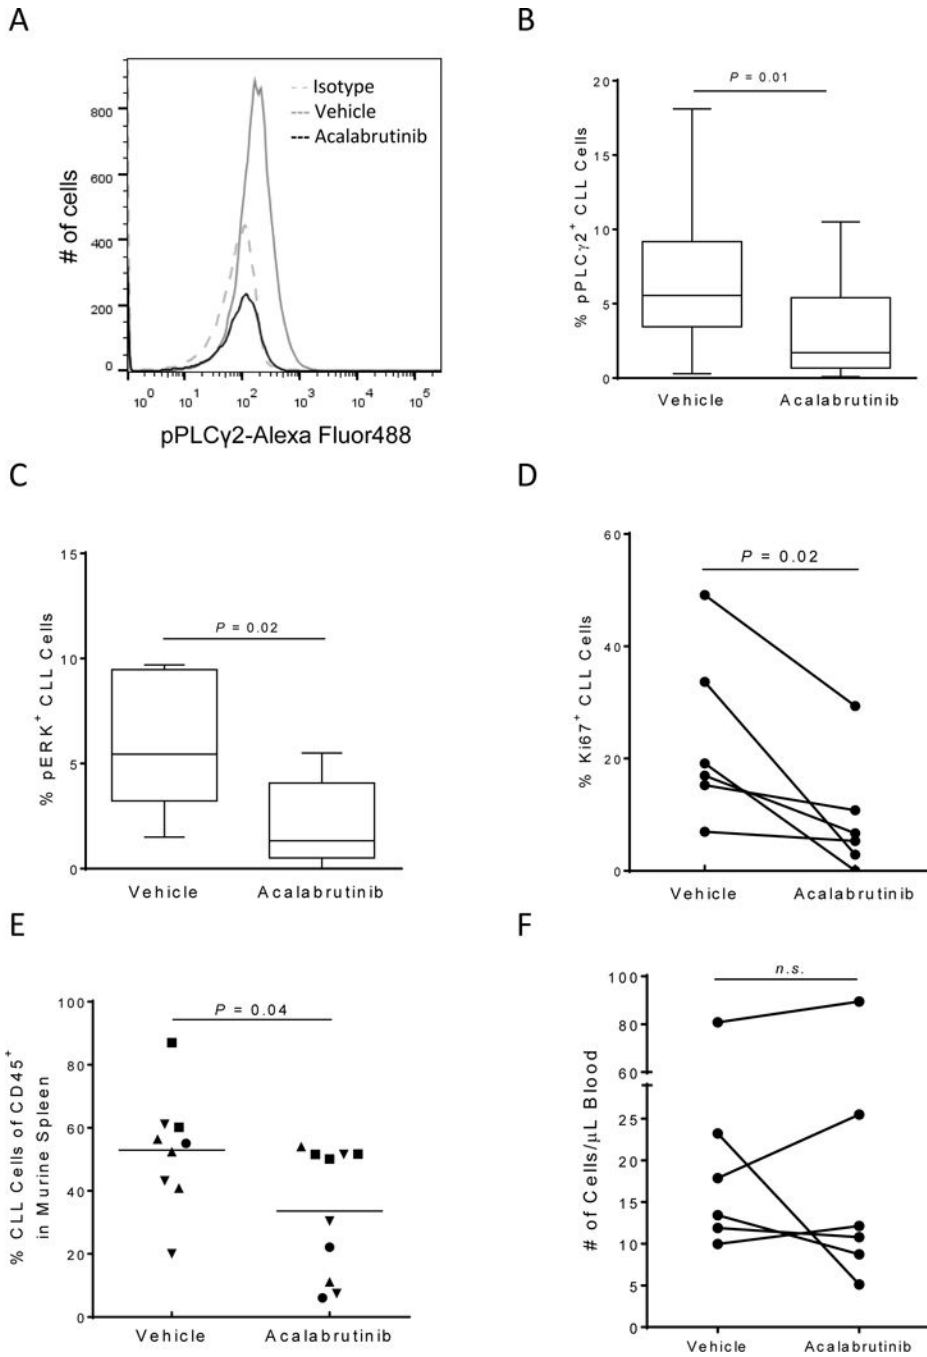 A
Isotype
Vehicle
Acalabrutinib
# of cells
800
600
400
200
0
10^0 10^1 10^2 10^3 10^4 10^5
pPLCγ2-Alexa Fluor488
B
P = 0.01
% pPLCγ2+ CLL Cells
20
15
10
5
0
Vehicle Acalabrutinib
C
P = 0.02
% pERK+ CLL Cells
15
10
5
0
Vehicle Acalabrutinib
D
P = 0.02
% Ki67+ CLL Cells
60
40
20
0
Vehicle Acalabrutinib
E
P = 0.04
% CLL Cells of CD45+
in Murine Spleen
100
80
60
40
20
0
Vehicle Acalabrutinib
F
n.s.
# of Cells/μL Blood
100
80
60
25
20
15
10
5
0
Vehicle Acalabrutinib